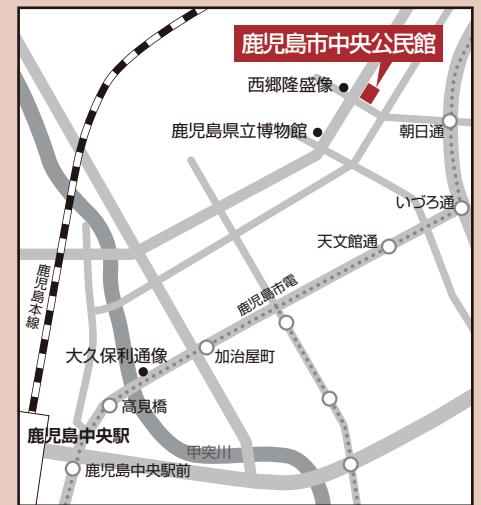 鹿児島市中央公民館
西郷隆盛像
鹿児島県立博物館
朝日通
いづろ通
天文館通
鹿児島市電
鹿児島本線
大久保利通像
加治屋町
高見橋
鹿児島中央駅
甲突川
鹿児島中央駅前